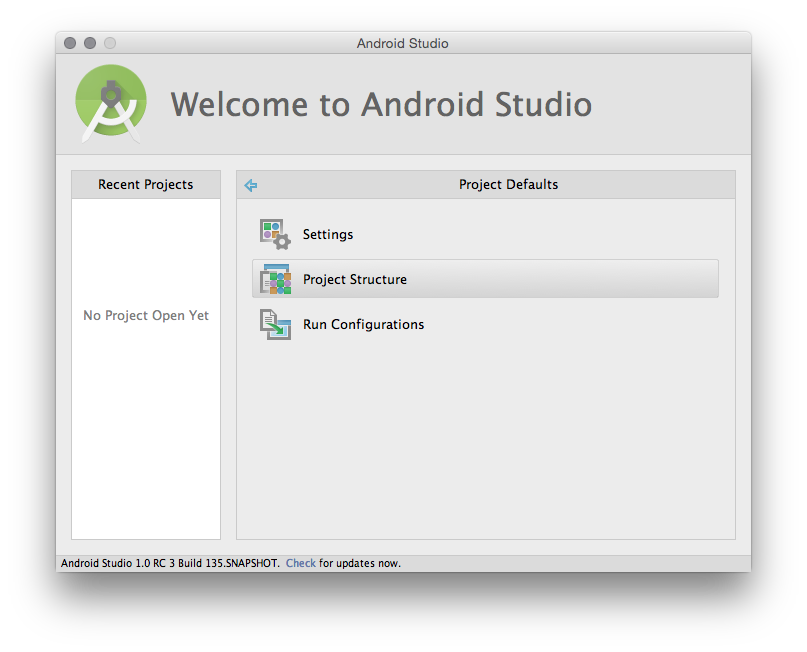 Android Studio
Welcome to Android Studio
Recent Projects
Project Defaults
Settings
Project Structure
No Project Open Yet
Run Configurations
Android Studio 1.0 RC 3 Build 135.SNAPSHOT. Check for updates now.